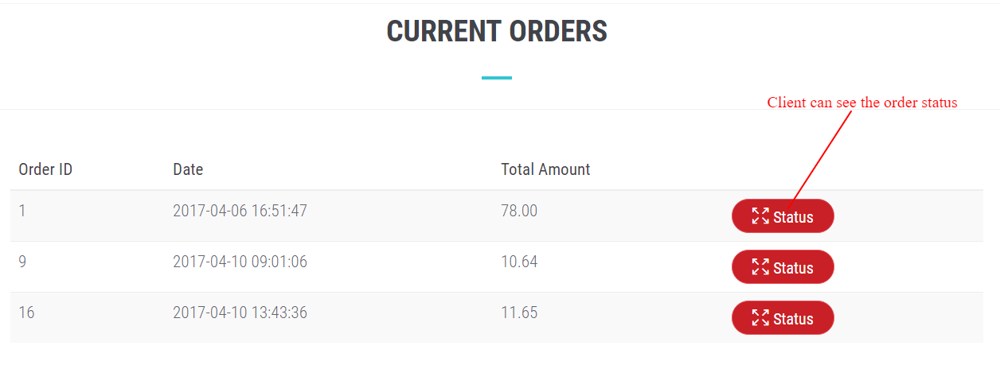 CURRENT ORDERS
Client can see the order status
Order ID Date Total Amount
1 2017-04-06 16:51:47 78.00 Status
9 2017-04-10 09:01:06 10.64 Status
16 2017-04-10 13:43:36 11.65 Status